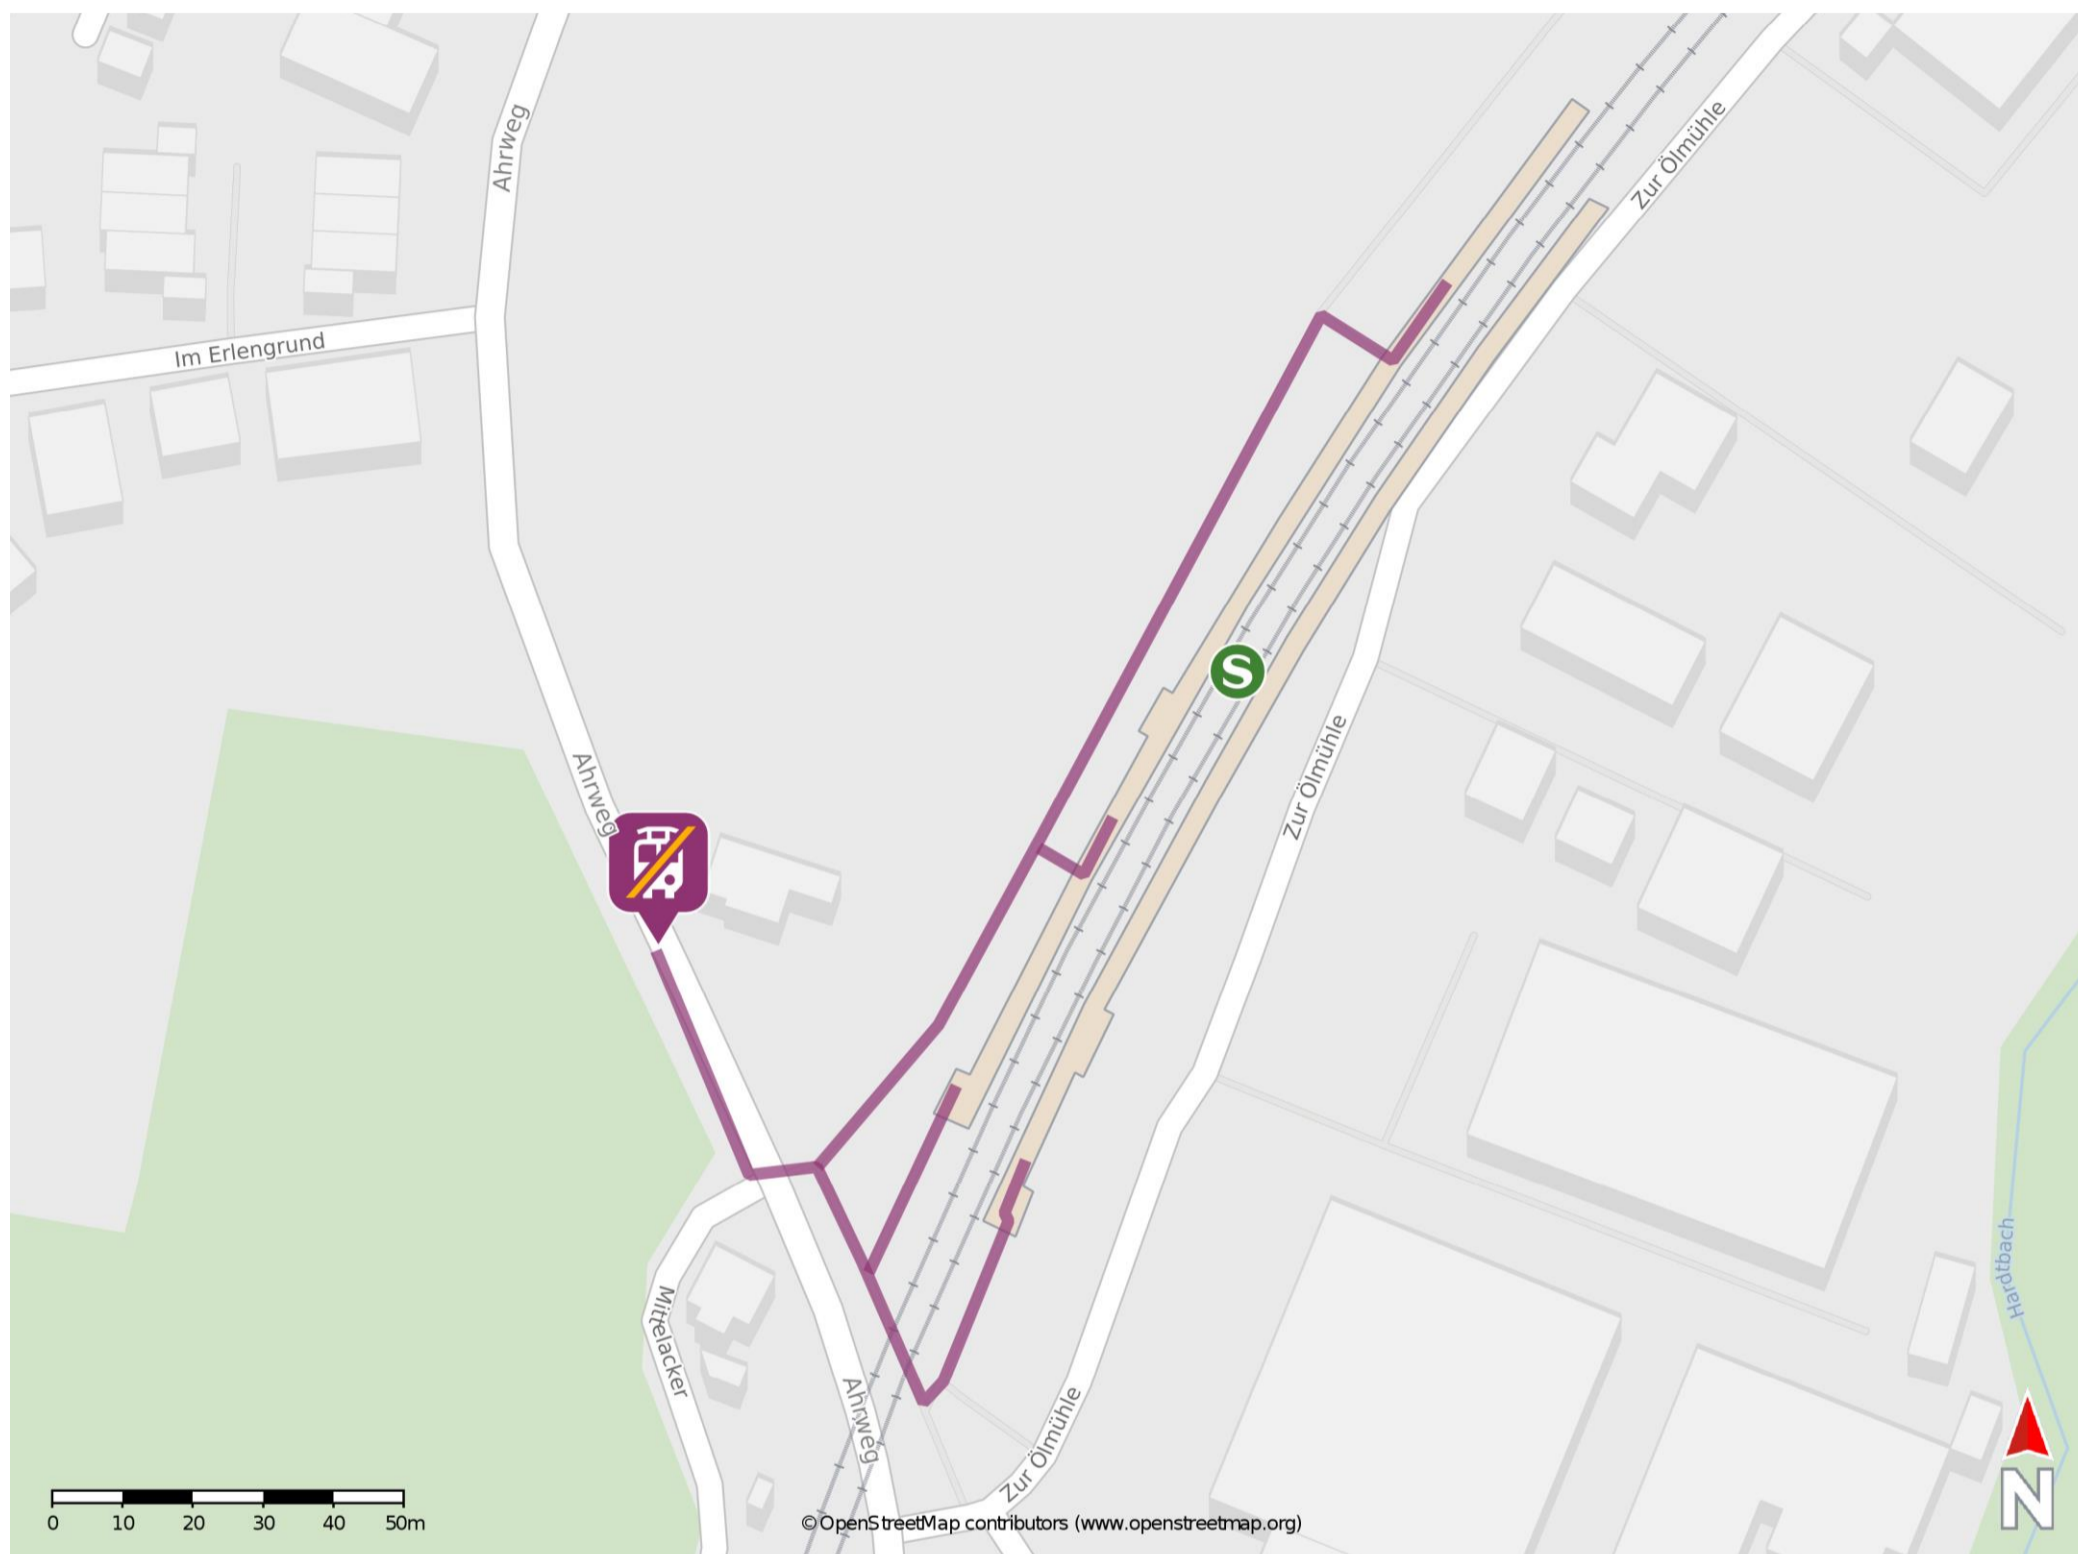 Ahrweg
Zur Ölmühle
Im Erlengrund
S
Zur Ölmühle
Ahrweg
Hardtbach
Mittelacker
Ahrweg
Zur Ölmühle
N
0 10 20 30 40 50m
©OpenStreetMap contributors (www.openstreetmap.org)